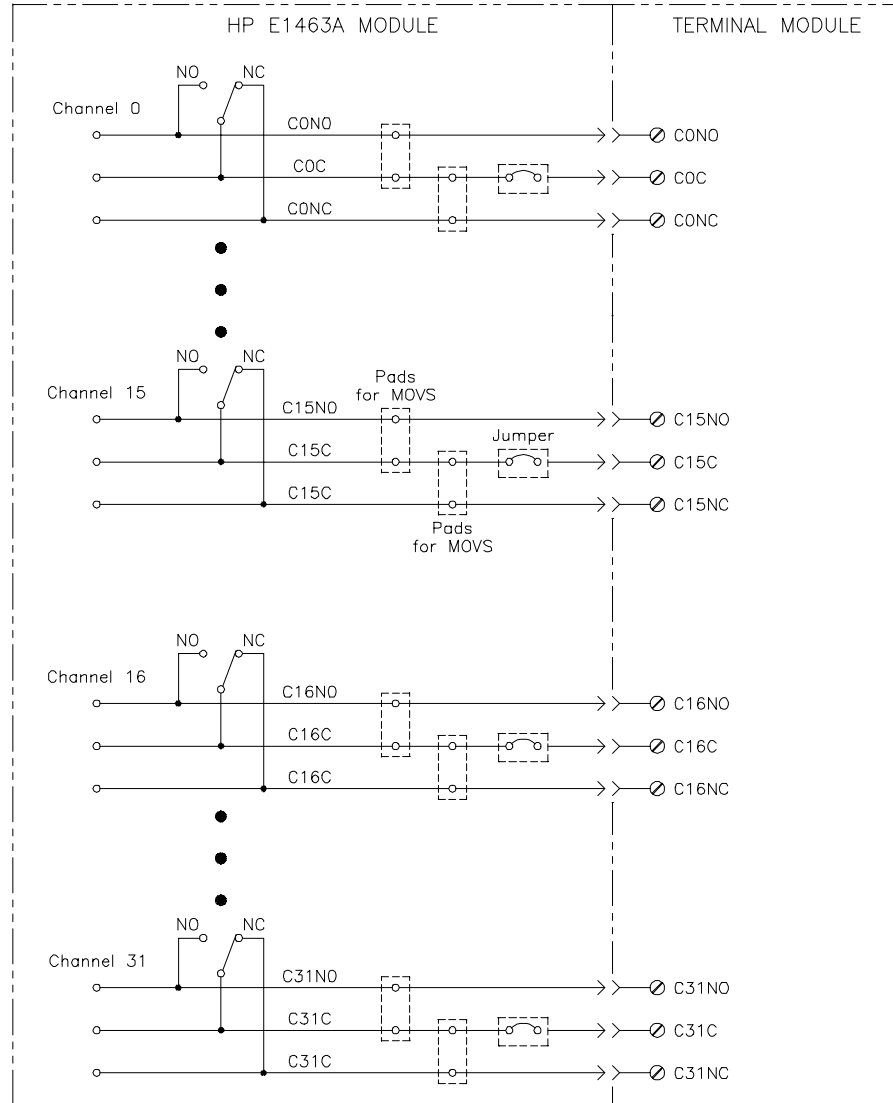 HP E1463A MODULE
TERMINAL MODULE
NO NC
Channel 0
C0NO
C0NO
C0C
C0C
C0NC
C0NC
NO NC
Channel 15
Pads
for MOVS
C15NO
C15NO
Jumper
C15C
C15C
C15C
C15NC
Pads
for MOVS
NO NC
Channel 16
C16NO
C16NO
C16C
C16C
C16C
C16NC
NO NC
Channel 31
C31NO
C31NO
C31C
C31C
C31C
C31NC